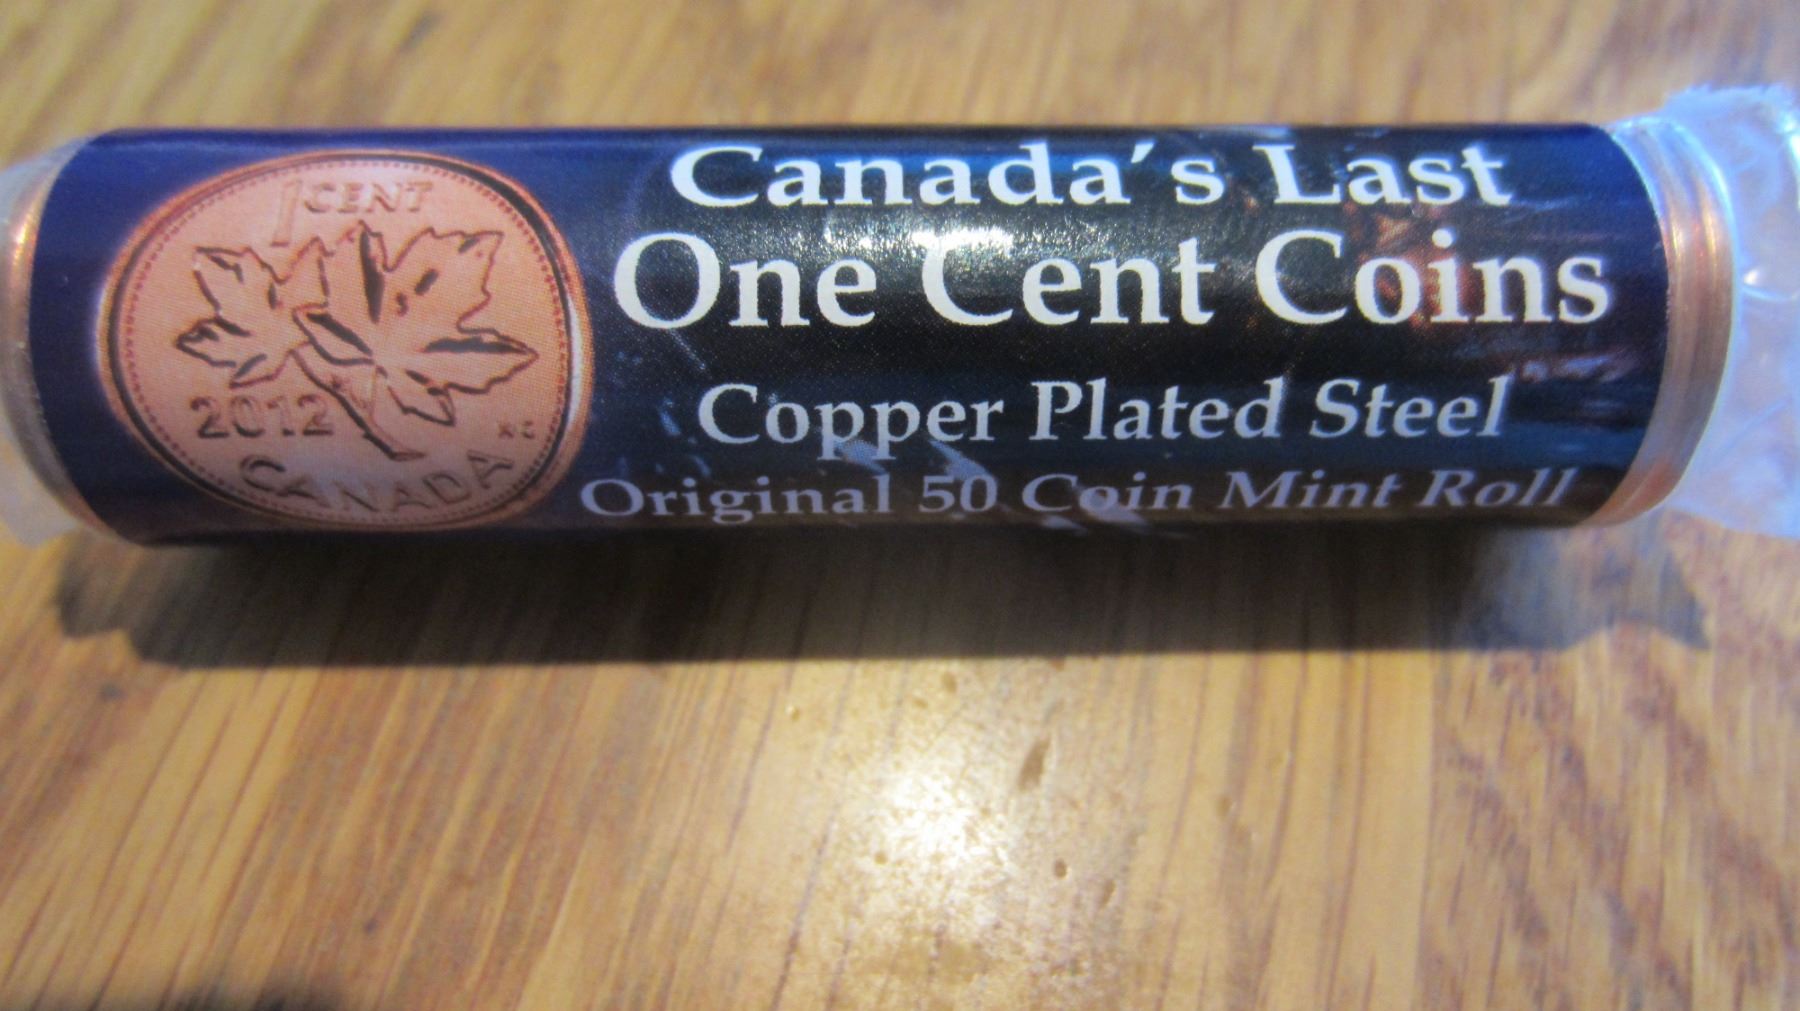 1 CENT
2012
CANADA
Canada's Last
One Cent Coins
Copper Plated Steel
Original 50 Coin Mint Roll